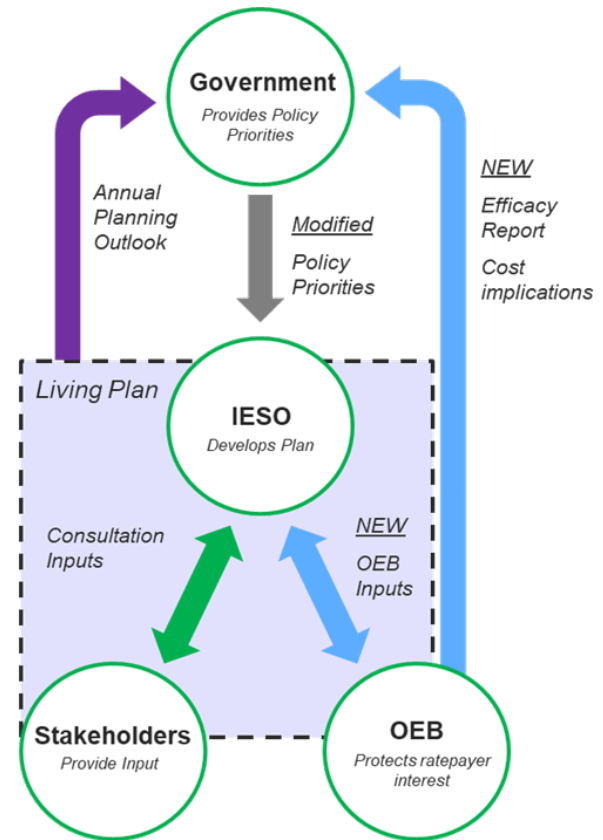 Government
Provides Policy
Priorities
Annual
Planning
Outlook
Modified
Policy
Priorities
NEW
Efficacy
Report
Cost
implications
Living Plan
IESO
Develops Plan
Consultation
Inputs
NEW
OEB
Inputs
Stakeholders
Provide Input
OEB
Protects ratepayer
interest